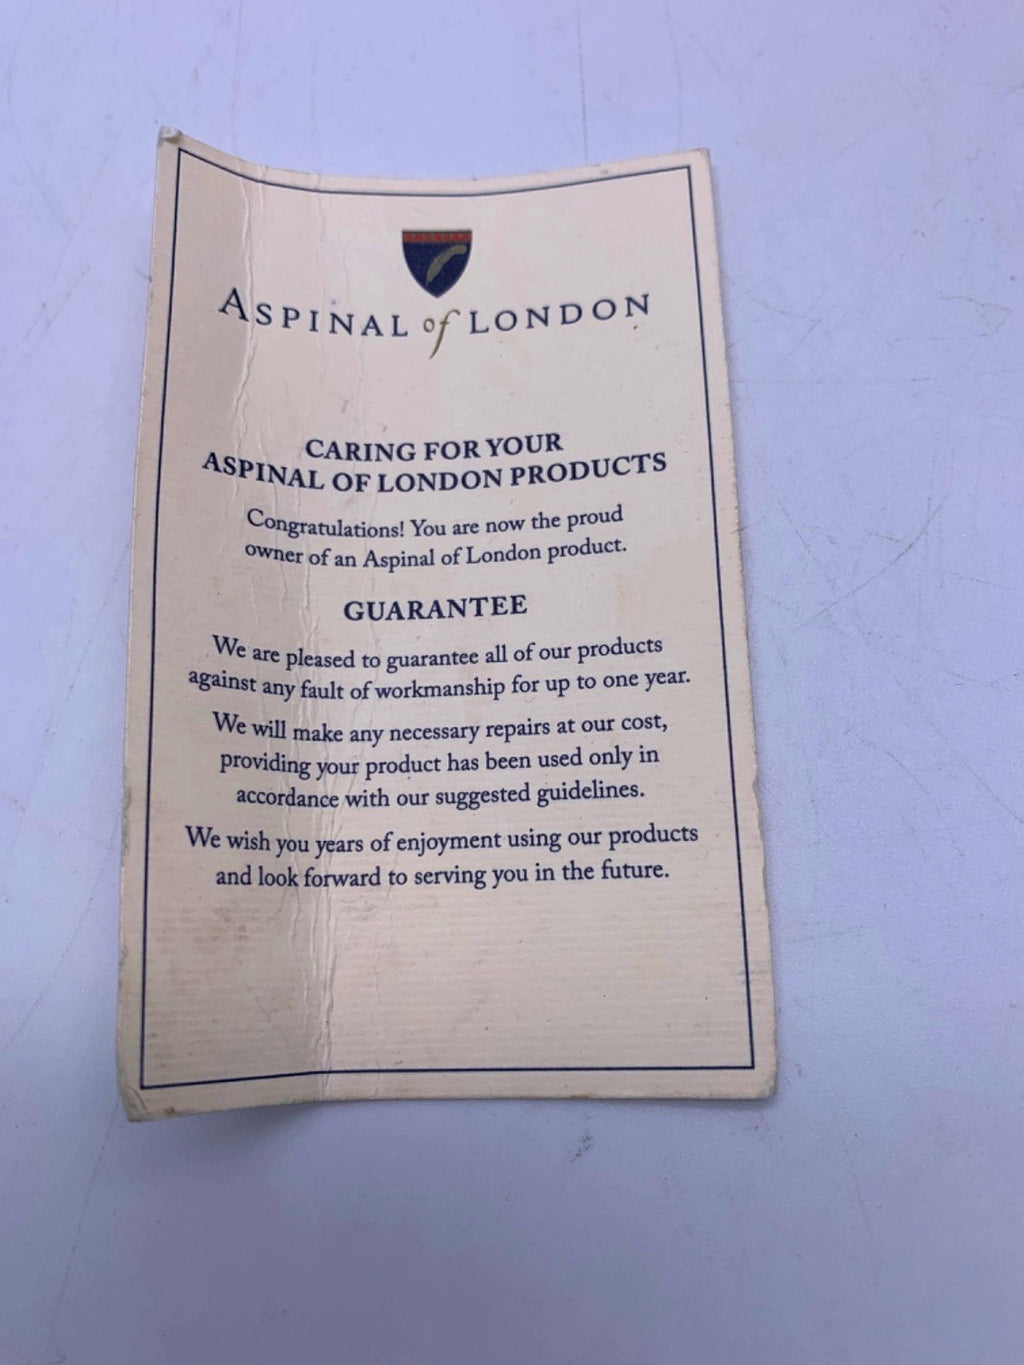 ASPINAL of LONDON
CARING FOR YOUR
ASPINAL OF LONDON PRODUCTS
Congratulations! You are now the proud
owner of an Aspinal of London product.
GUARANTEE
We are pleased to guarantee all of our products
against any fault of workmanship for up to one year.
We will make any necessary repairs at our cost,
providing your product has been used only in
accordance with our suggested guidelines.
We wish you years of enjoyment using our products
and look forward to serving you in the future.